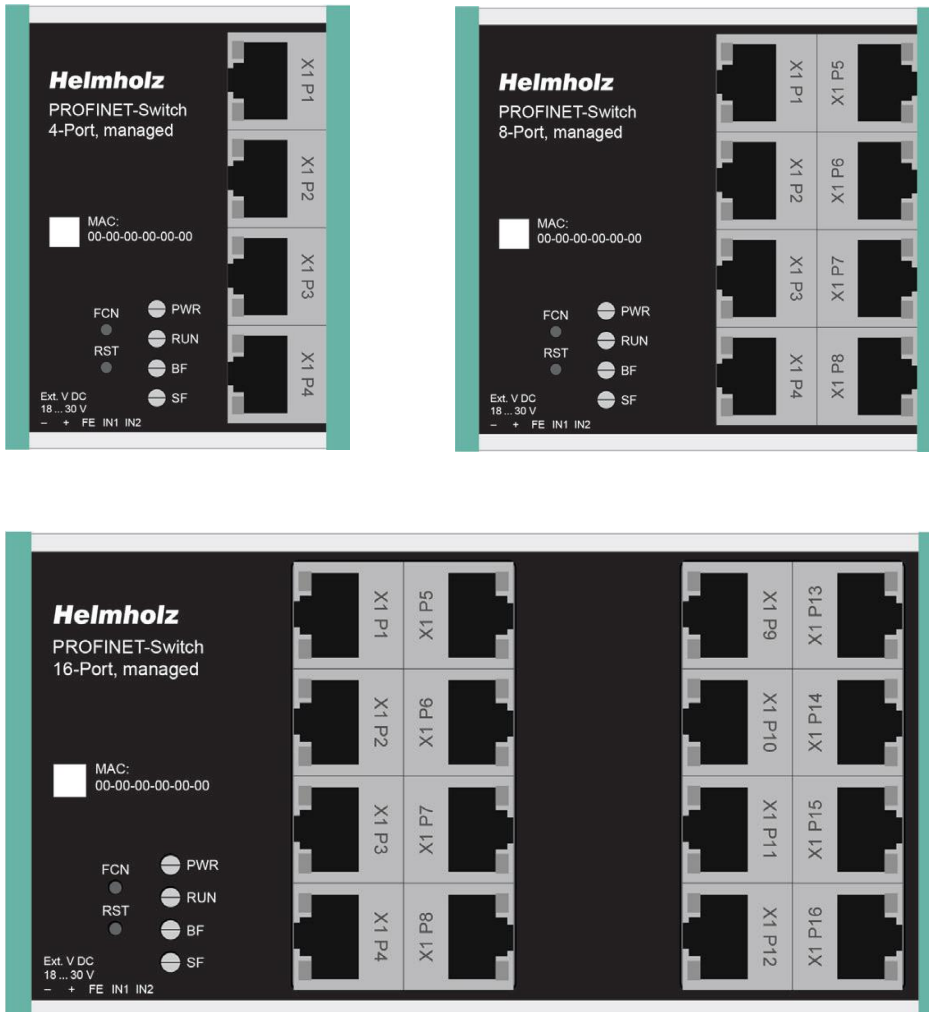 Helmholz
PROFINET-Switch
4-Port, managed
MAC:
00-00-00-00-00-00
FCN
RST
PWR
RUN
BF
SF
Ext. V DC
18 ... 30 V
– + FE IN1 IN2
X1 P1
X1 P2
X1 P3
X1 P4
Helmholz
PROFINET-Switch
8-Port, managed
MAC:
00-00-00-00-00-00
FCN
RST
PWR
RUN
BF
SF
Ext. V DC
18 ... 30 V
– + FE IN1 IN2
X1 P1
X1 P2
X1 P3
X1 P4
X1 P5
X1 P6
X1 P7
X1 P8
Helmholz
PROFINET-Switch
16-Port, managed
MAC:
00-00-00-00-00-00
FCN
RST
PWR
RUN
BF
SF
Ext. V DC
18 ... 30 V
– + FE IN1 IN2
X1 P1
X1 P2
X1 P3
X1 P4
X1 P5
X1 P6
X1 P7
X1 P8
X1 P9
X1 P10
X1 P11
X1 P12
X1 P13
X1 P14
X1 P15
X1 P16